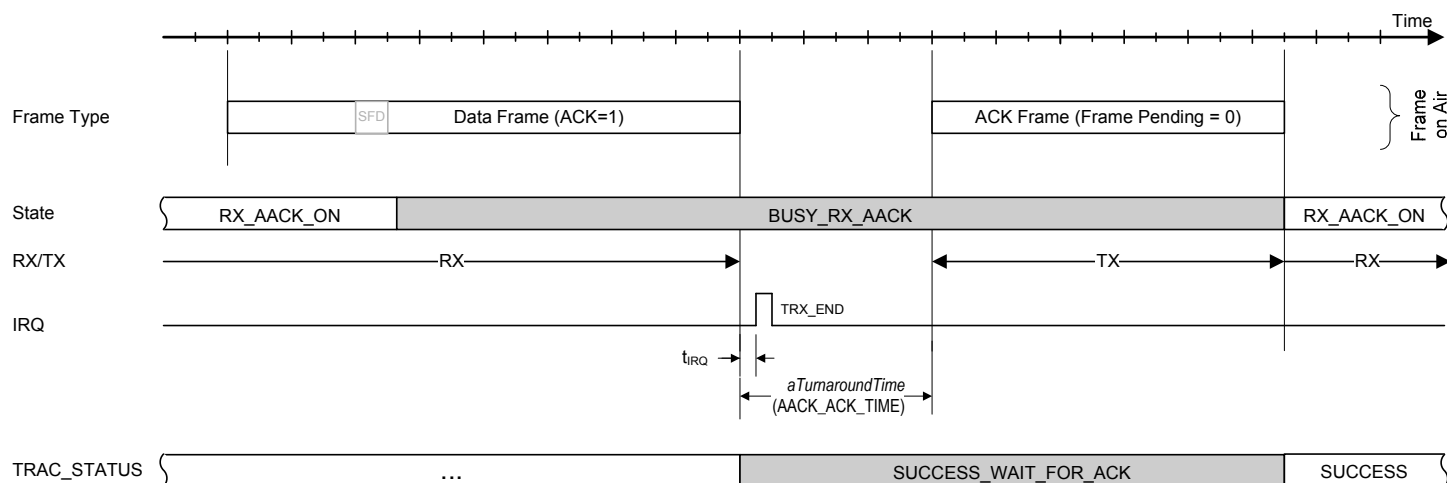 Time
Frame Type
SFD
Data Frame (ACK=1)
ACK Frame (Frame Pending = 0)
Frame
on Air
State
RX_AACK_ON
BUSY_RX_AACK
RX_AACK_ON
RX/TX
RX
TX
RX
IRQ
TRX_END
tIRQ
aTurnaroundTime
(AACK_ACK_TIME)
TRAC_STATUS
...
SUCCESS_WAIT_FOR_ACK
SUCCESS